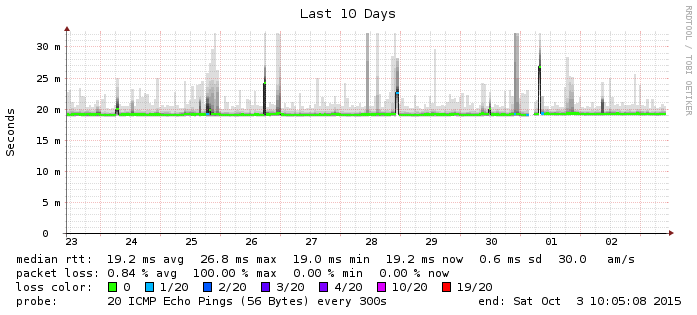 Last 10 Days
RRDTOOL / TOBI OETIKER
Seconds
30 m
25 m
20 m
15 m
10 m
5 m
0
23 24 25 26 27 28 29 30 01 02
median rtt: 19.2 ms avg 26.8 ms max 19.0 ms min 19.2 ms now 0.6 ms sd 30.0 am/s
packet loss: 0.84 % avg 100.00 % max 0.00 % min 0.00 % now
loss color: 0 1/20 2/20 3/20 4/20 10/20 19/20
probe: 20 ICMP Echo Pings (56 Bytes) every 300s end: Sat Oct 3 10:05:08 2015